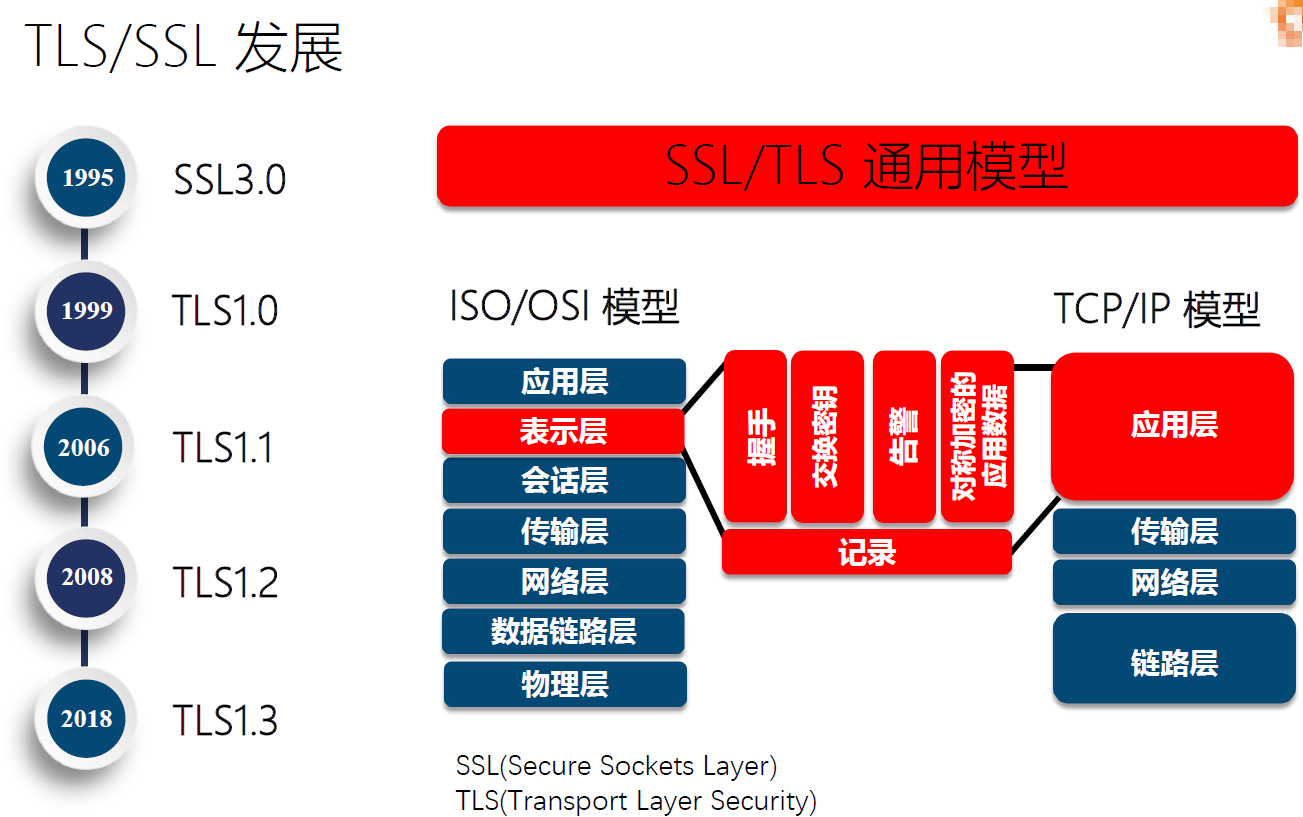 TLS/SSL 发展
1995
SSL3.0
1999
TLS1.0
2006
TLS1.1
2008
TLS1.2
2018
TLS1.3
SSL/TLS 通用模型
ISO/OSI 模型
应用层
表示层
会话层
传输层
网络层
数据链路层
物理层
握手
交换密钥
告警
对称加密的
应用数据
记录
TCP/IP 模型
应用层
传输层
网络层
链路层
SSL(Secure Sockets Layer)
TLS(Transport Layer Security)